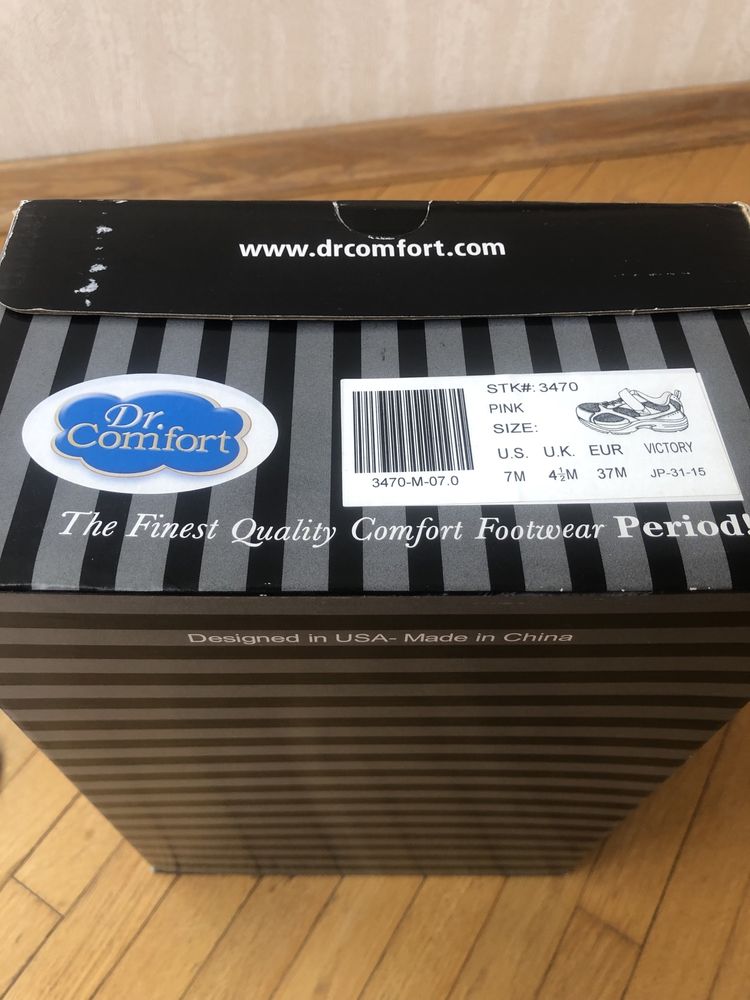 www.drcomfort.com
Dr.
Comfort
STK#: 3470
PINK
SIZE:
U.S. U.K. EUR VICTORY
7M 4½M 37M JP-31-15
3470-M-07.0
The Finest Quality Comfort Footwear Period!
Designed in USA- Made in China